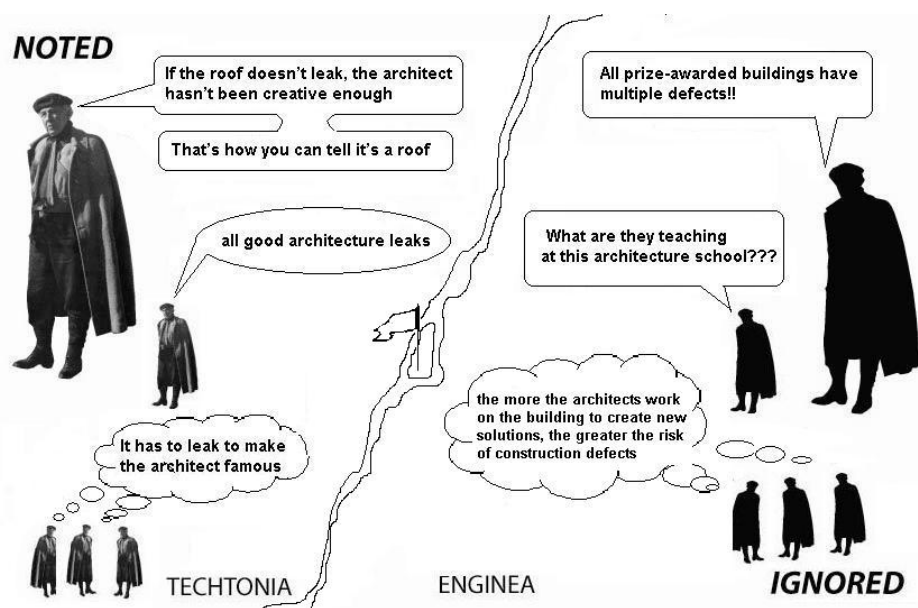 NOTED
If the roof doesn't leak, the architect
hasn't been creative enough
That's how you can tell it's a roof
all good architecture leaks
It has to leak to make
the architect famous
TECHTONIA
All prize-awarded buildings have
multiple defects!!
What are they teaching
at this architecture school???
the more the architects work
on the building to create new
solutions, the greater the risk
of construction defects
ENGINEA
IGNORED